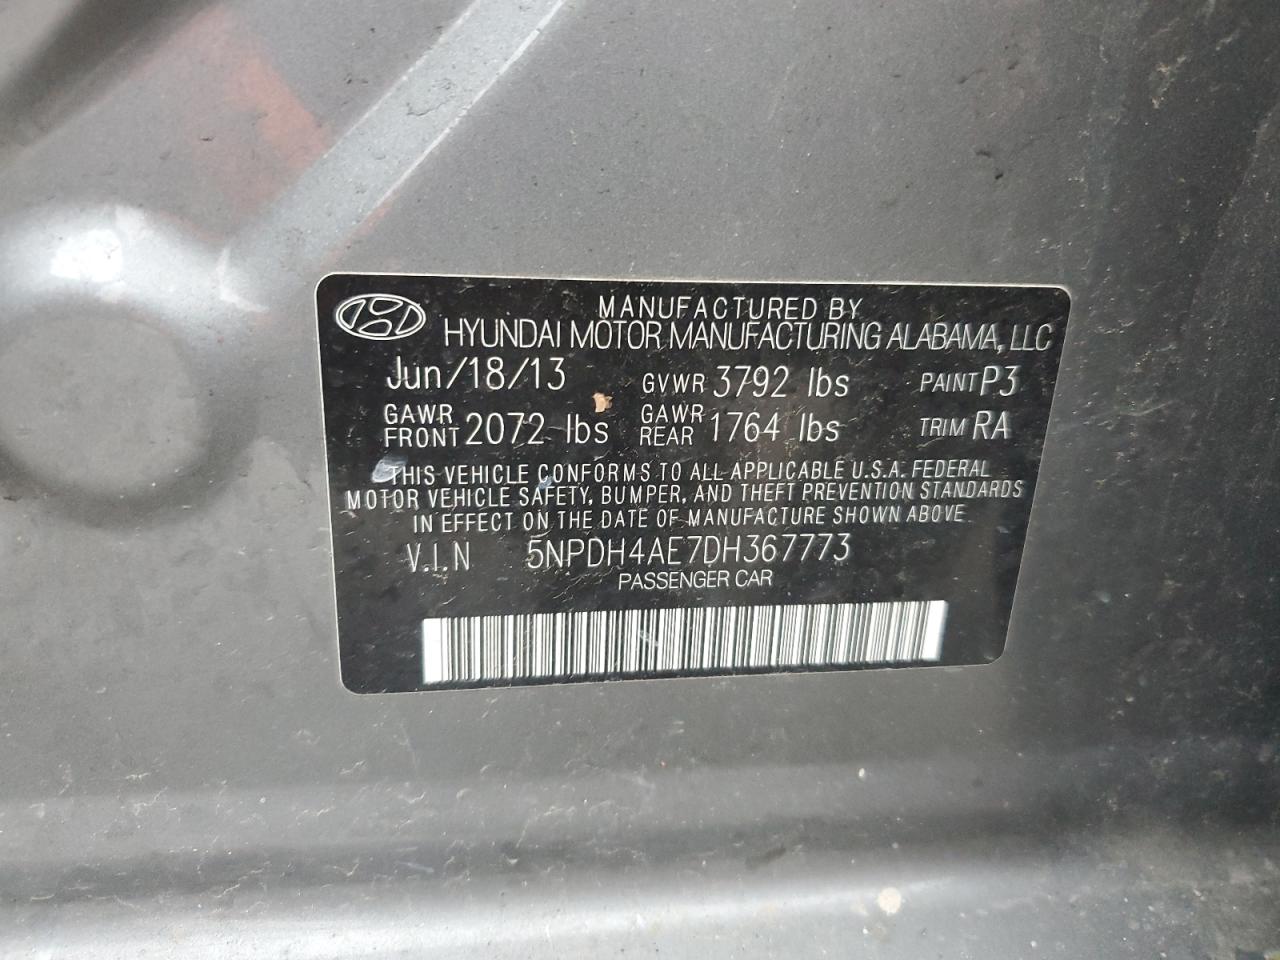 MANUFACTURED BY
HYUNDAI MOTOR MANUFACTURING ALABAMA, LLC
Jun/18/13 GVWR 3792 lbs PAINT P3
GAWR FRONT 2072 lbs GAWR REAR 1764 lbs TRIM RA
THIS VEHICLE CONFORMS TO ALL APPLICABLE U.S.A. FEDERAL
MOTOR VEHICLE SAFETY, BUMPER, AND THEFT PREVENTION STANDARDS
IN EFFECT ON THE DATE OF MANUFACTURE SHOWN ABOVE
V.I.N 5NPDH4AE7DH367773
PASSENGER CAR